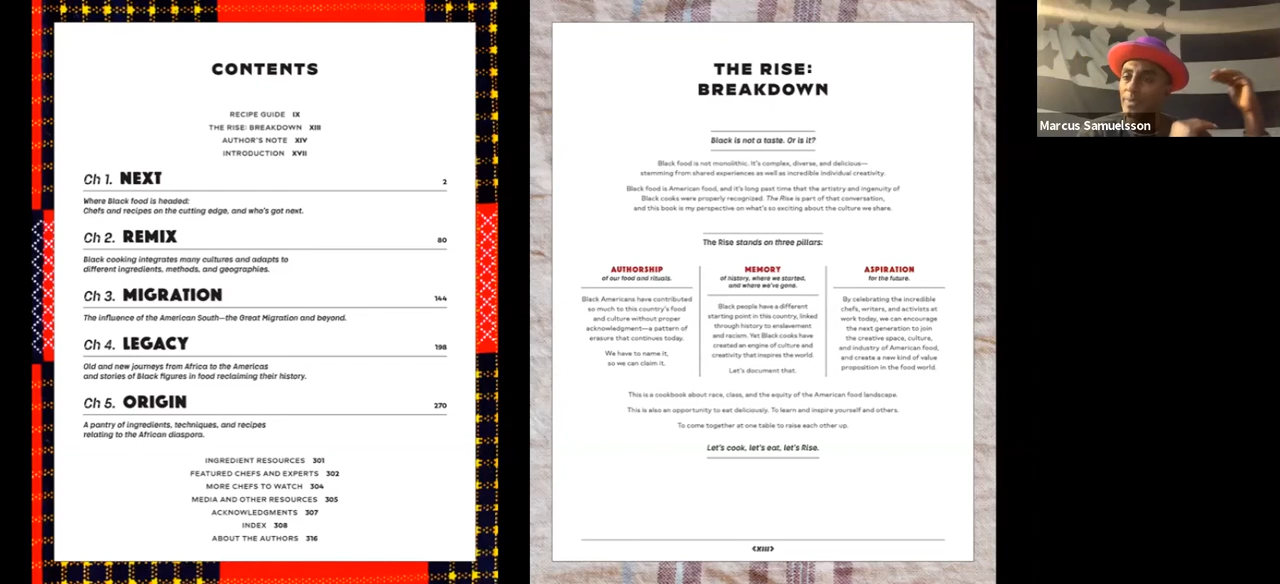 CONTENTS
RECIPE GUIDE IX
THE RISE: BREAKDOWN XIII
AUTHOR'S NOTE XIV
INTRODUCTION XVII
Ch 1. NEXT 2
Where Black food is headed:
Chefs and recipes on the cutting edge, and who's got next.
Ch 2. REMIX 80
Black cooking integrates many cultures and adapts to
different ingredients, methods, and geographies.
Ch 3. MIGRATION 144
The influence of the American South—the Great Migration and beyond.
Ch 4. LEGACY 198
Old and new journeys from Africa to the Americas
and stories of Black figures in food reclaiming their history.
Ch 5. ORIGIN 270
A pantry of ingredients, techniques, and recipes
relating to the African diaspora.
INGREDIENT RESOURCES 301
FEATURED CHEFS AND EXPERTS 302
MORE CHEFS TO WATCH 304
MEDIA AND OTHER RESOURCES 305
ACKNOWLEDGMENTS 307
INDEX 308
ABOUT THE AUTHORS 316
THE RISE:
BREAKDOWN
Black is not a taste. Or is it?
Black food is not monolithic. It's complex, diverse, and delicious—
stemming from shared experiences as well as incredible individual creativity.
Black food is American food, and it's long past time that the artistry and ingenuity of
Black cooks were properly recognized. The Rise is part of that conversation,
and this book is my perspective on what's so exciting about the culture we share.
The Rise stands on three pillars:
AUTHORSHIP
of our food and rituals.
Black Americans have contributed
so much to this country's food
and culture without proper
acknowledgment—a pattern of
erasure that continues today.
We have to name it,
so we can claim it.
MEMORY
of history, where we started,
and where we've gone.
Black people have a different
starting point in this country, linked
through history to enslavement
and racism. Yet Black cooks have
created an engine of culture and
creativity that inspires the world.
Let's document that.
ASPIRATION
for the future.
By celebrating the incredible
chefs, writers, and activists at
work today, we can encourage
the next generation to join
the creative space, culture,
and industry of American food,
and create a new kind of value
proposition in the food world.
This is a cookbook about race, class, and the equity of the American food landscape.
This is also an opportunity to eat deliciously. To learn and inspire yourself and others.
To come together at one table to raise each other up.
Let's cook, let's eat, let's Rise.
<XIII>
Marcus Samuelsson